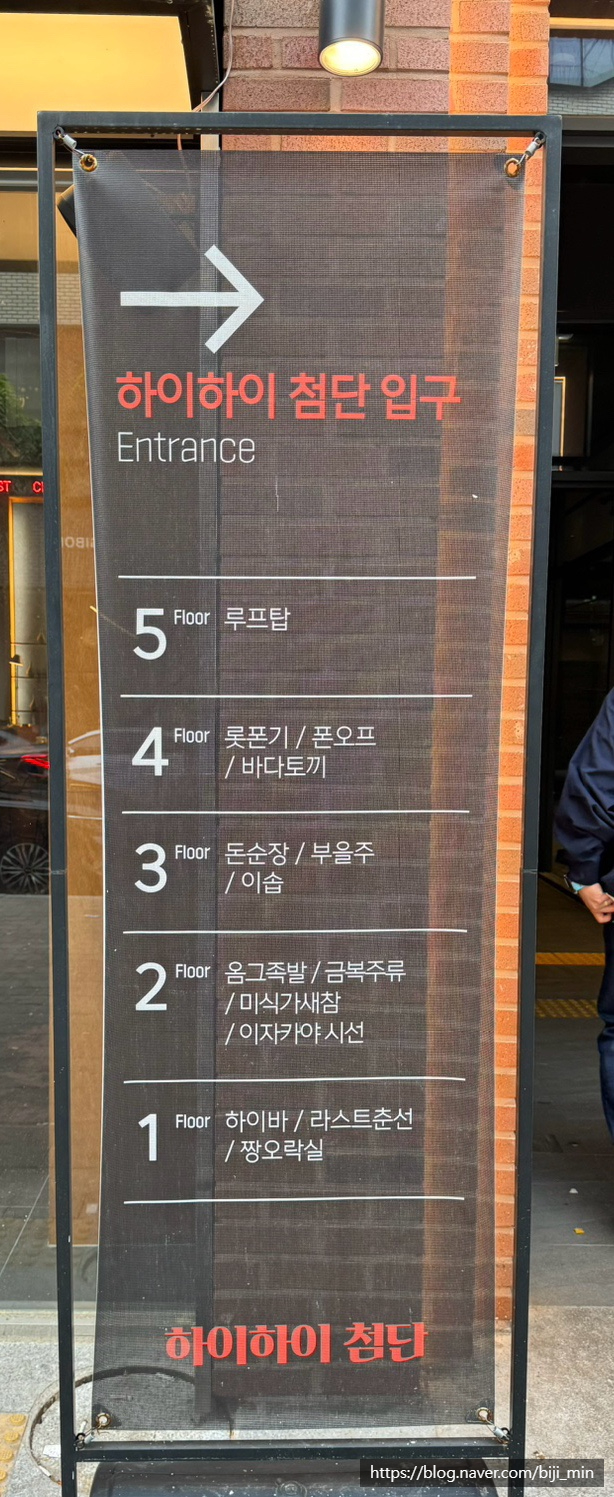 하이하이 첨단 입구
Entrance
5 Floor 루프탑
4 Floor 롯폰기 / 폰오프
/ 바다토끼
3 Floor 돈순장 / 부을주
/ 이솝
2 Floor 옴그족발 / 금복주류
/ 미식가새참
/ 이자카야 시선
1 Floor 하이바 / 라스트춘선
/ 짱오락실
하이하이 첨단
https://blog.naver.com/biji_min